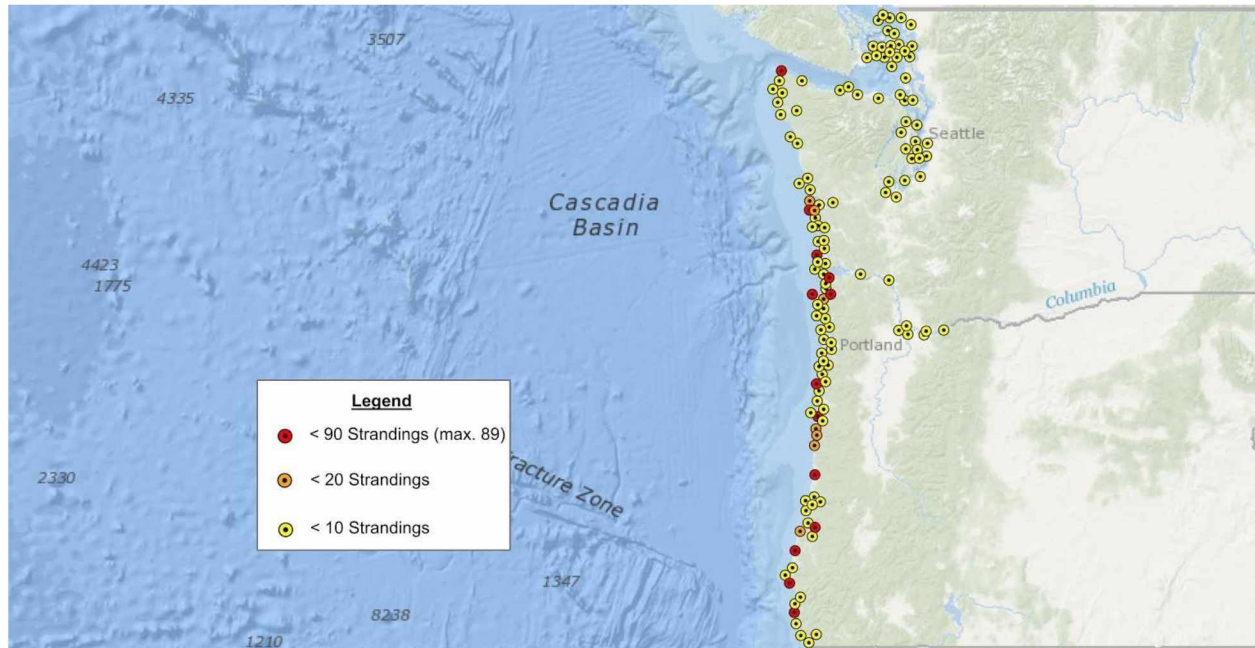 3507
4335
Seattle
Cascadia
Basin
4423
1775
Columbia
Portland
Legend
< 90 Strandings (max. 89)
< 20 Strandings
< 10 Strandings
racture Zone
2330
1347
8238
1210